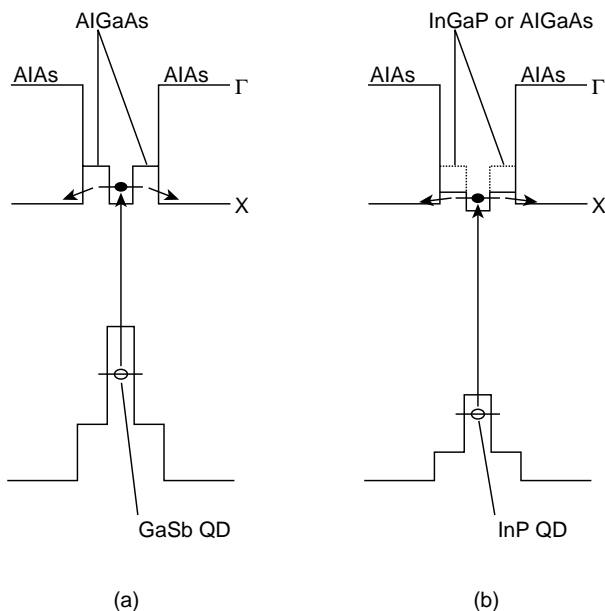 AlGaAs
AlAs AlAs Γ
X
GaSb QD
(a)
InGaP or AlGaAs
AlAs AlAs Γ
X
InP QD
(b)